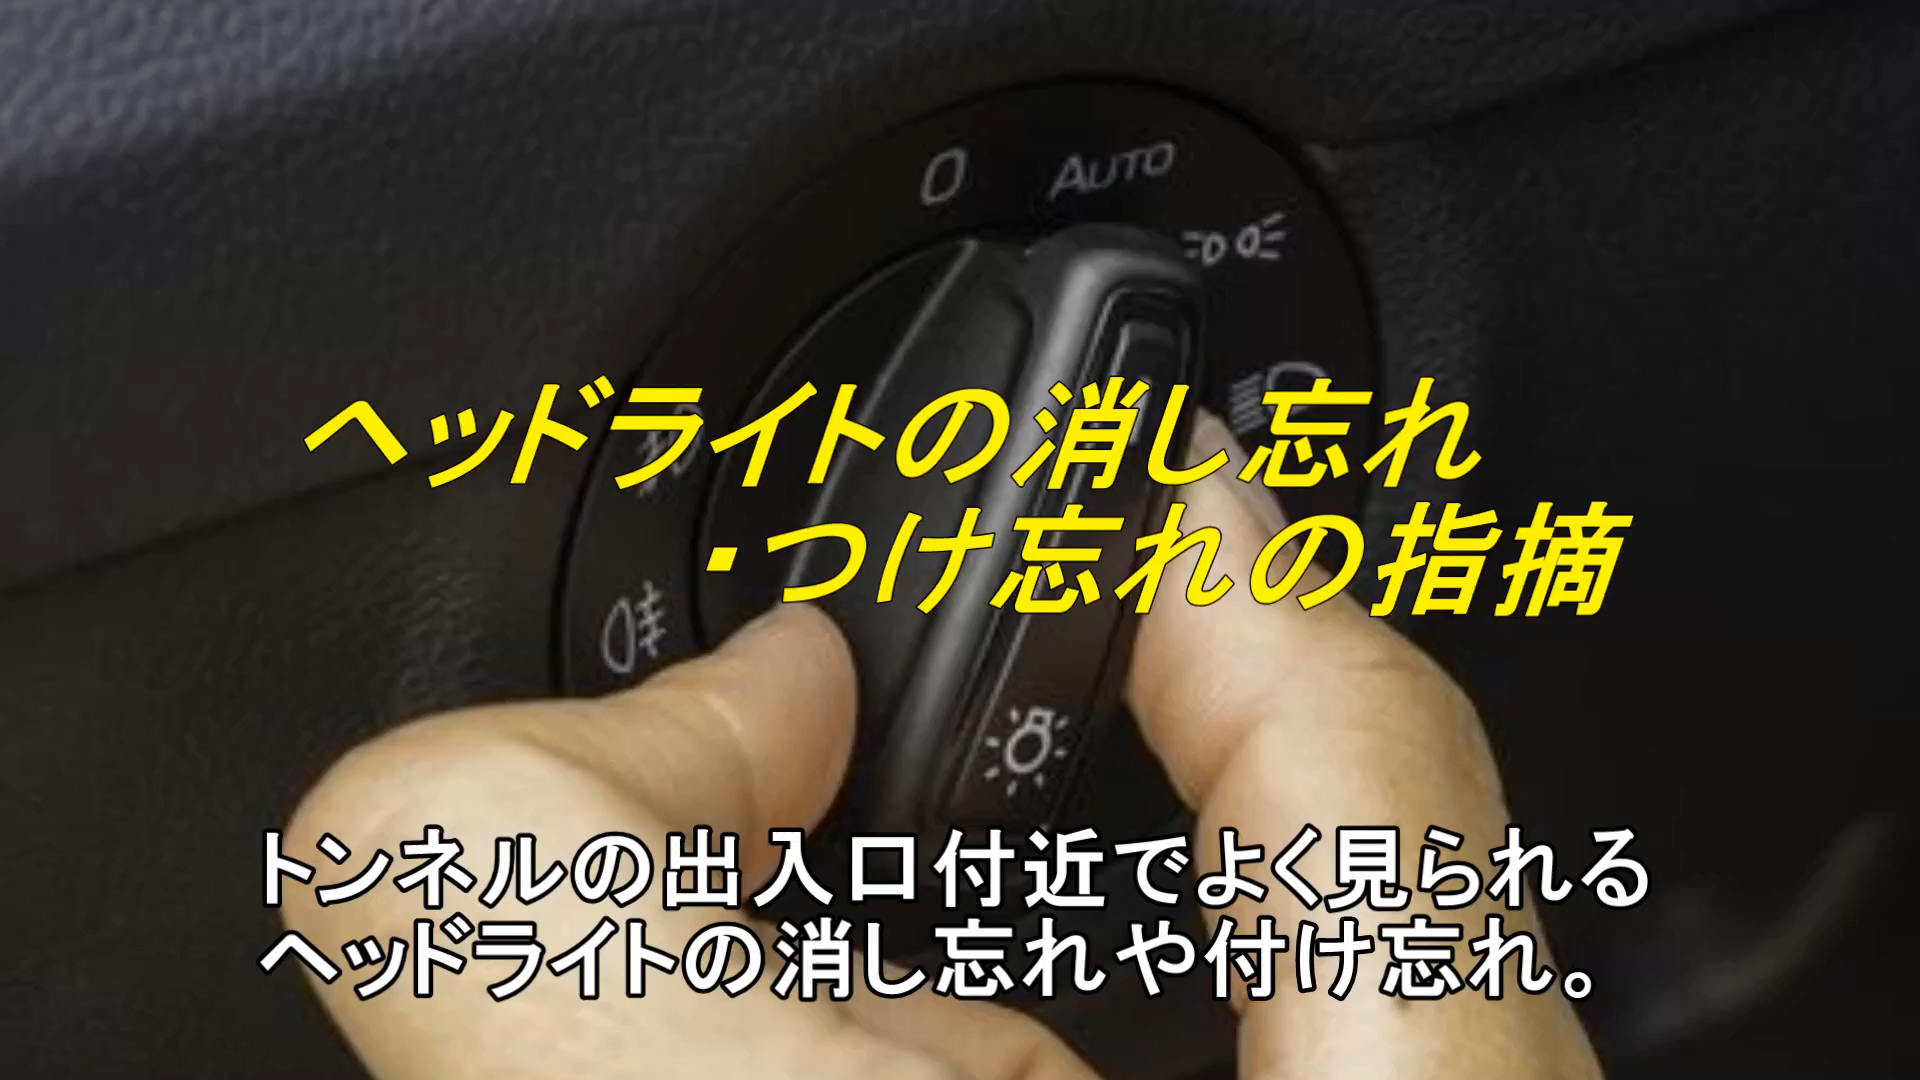 0
AUTO
ヘッドライトの消し忘れ
・つけ忘れの指摘
トンネルの出入口付近でよく見られる
ヘッドライトの消し忘れや付け忘れ。